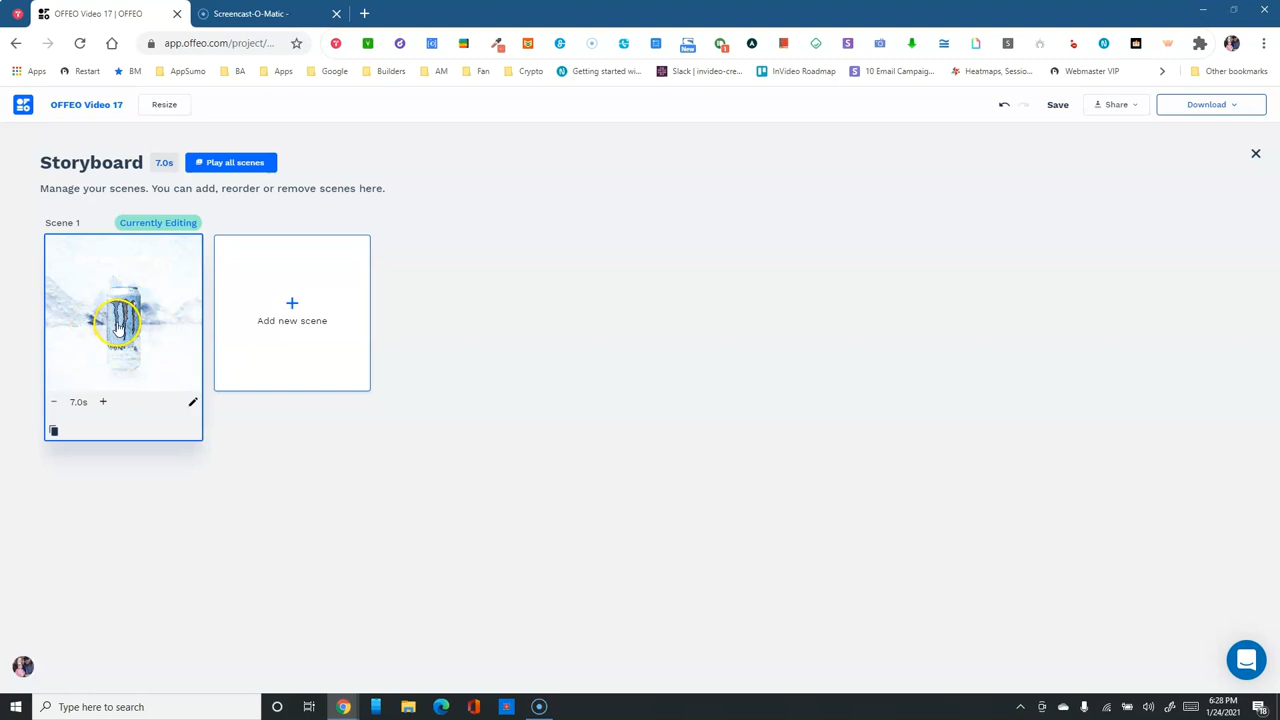 OFFEO Video 17 | OFFEO
Screencast-O-Matic -
app.offeo.com/project/...
Apps
Restart
BM
AppSumo
BA
Apps
Google
Builders
AM
Fan
Crypto
Getting started wi...
Slack | invideo-cre...
InVideo Roadmap
10 Email Campaig...
Heatmaps, Sessio...
Webmaster VIP
Other bookmarks
OFFEO Video 17
Resize
Save
Share
Download
Storyboard
7.0s
Play all scenes
Manage your scenes. You can add, reorder or remove scenes here.
Scene 1
Currently Editing
Add new scene
7.0s
Type here to search
6:28 PM
1/24/2021
18